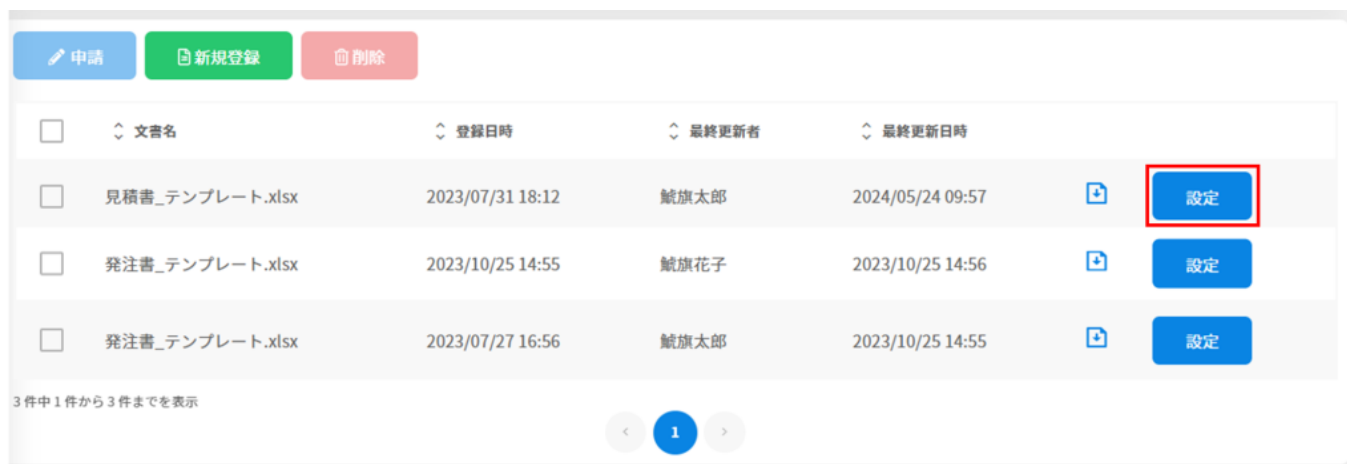 申請 新規登録 削除
文書名 登録日時 最終更新者 最終更新日時
見積書_テンプレート.xlsx 2023/07/31 18:12 鯱旗太郎 2024/05/24 09:57 設定
発注書_テンプレート.xlsx 2023/10/25 14:55 鯱旗花子 2023/10/25 14:56 設定
発注書_テンプレート.xlsx 2023/07/27 16:56 鯱旗太郎 2023/10/25 14:55 設定
3 件中 1 件から 3 件までを表示
‹ 1 ›